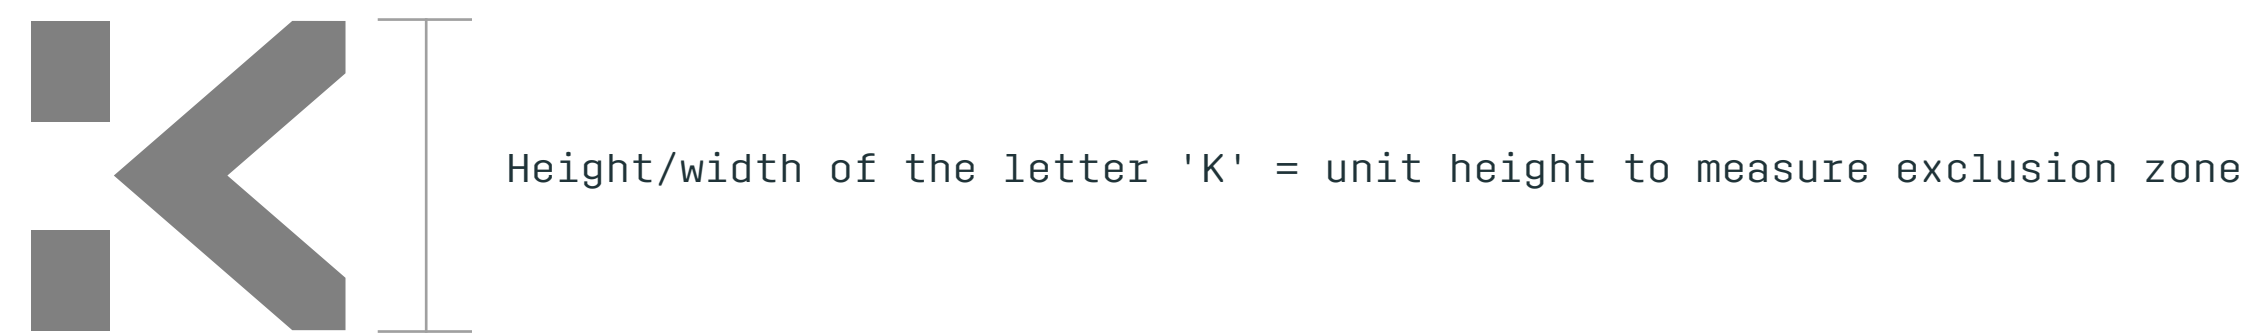 K
Height/width of the letter 'K' = unit height to measure exclusion zone